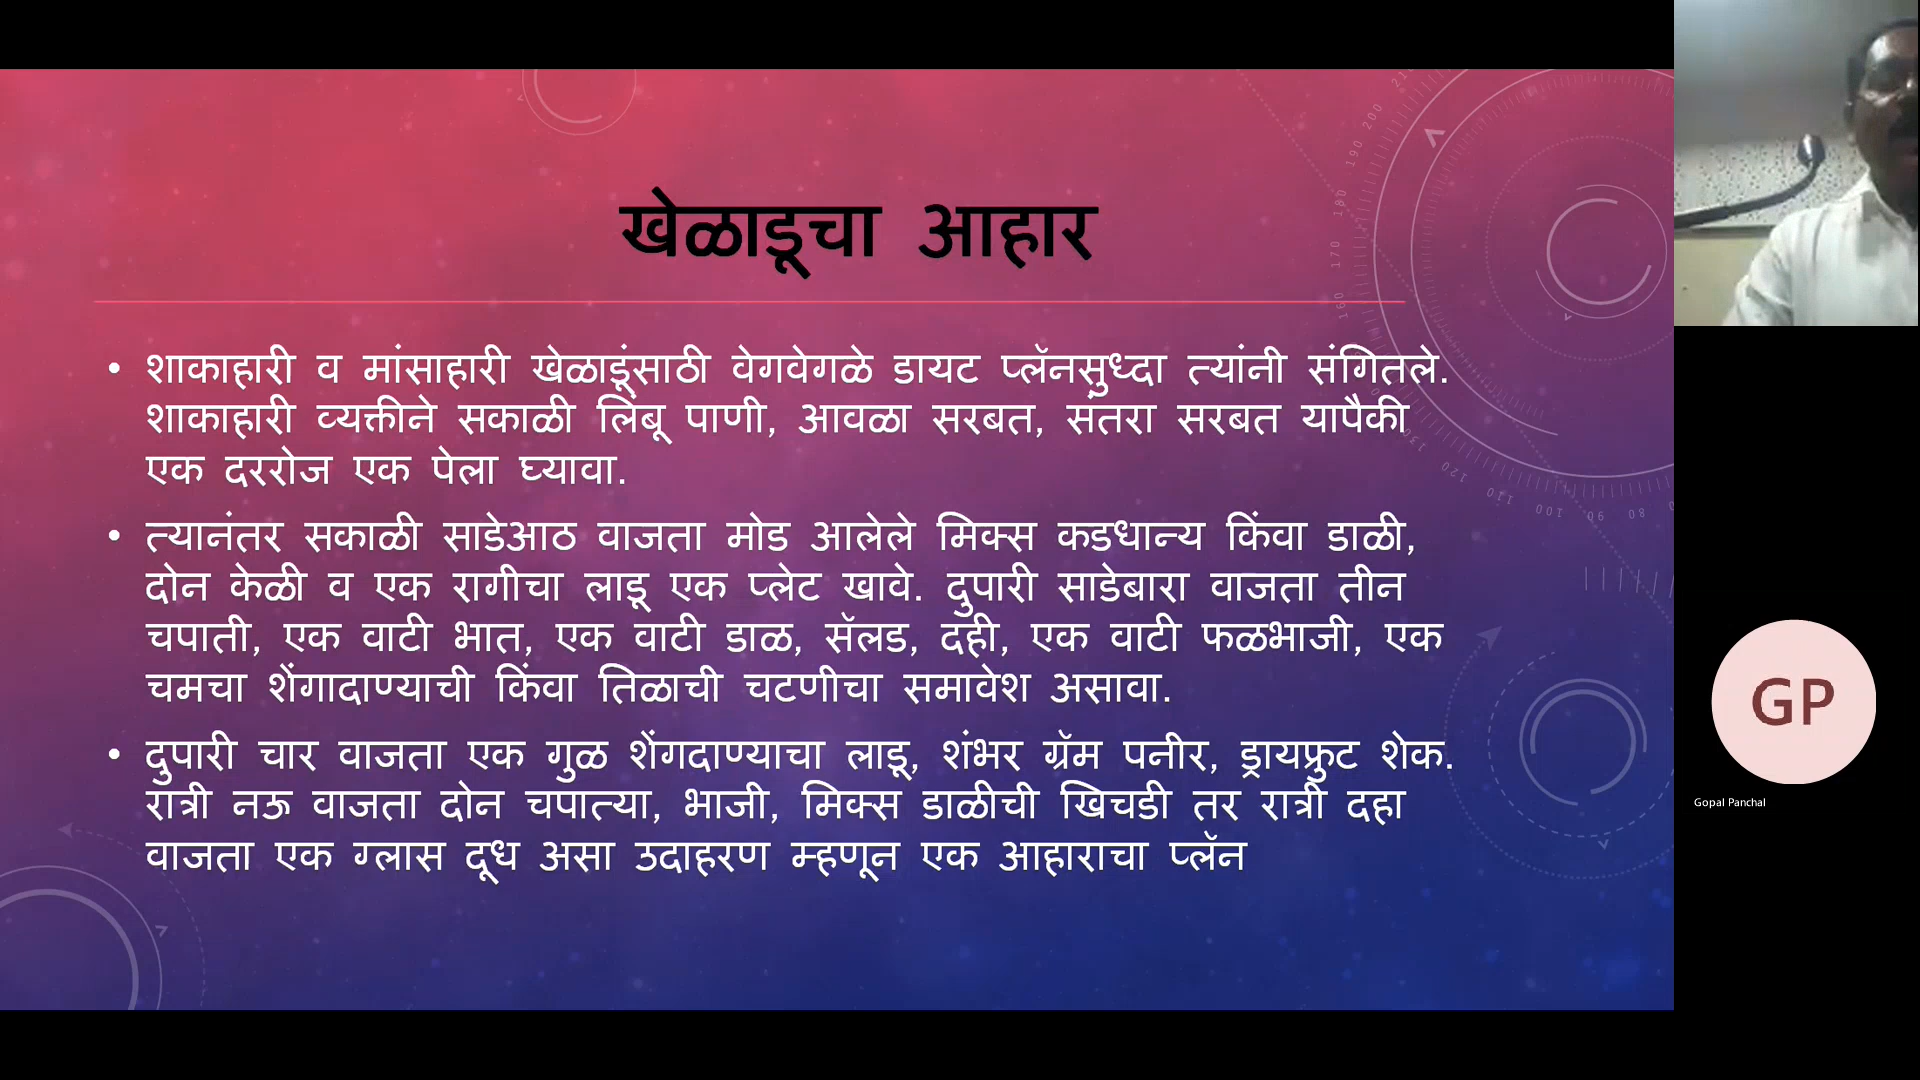 खेळाडूचा आहार
• शाकाहारी व मांसाहारी खेळाडूंसाठी वेगवेगळे डायट प्लॅनसुध्दा त्यांनी संगितले.
शाकाहारी व्यक्तीने सकाळी लिंबू पाणी, आवळा सरबत, संतरा सरबत यापैकी
एक दररोज एक पेला घ्यावा.
• त्यानंतर सकाळी साडेआठ वाजता मोड आलेले मिक्स कडधान्य किंवा डाळी,
दोन केळी व एक रागीचा लाडू एक प्लेट खावे. दुपारी साडेबारा वाजता तीन
चपाती, एक वाटी भात, एक वाटी डाळ, सॅलड, दही, एक वाटी फळभाजी, एक
चमचा शेंगादाण्याची किंवा तिळाची चटणीचा समावेश असावा.
• दुपारी चार वाजता एक गुळ शेंगदाण्याचा लाडू, शंभर ग्रॅम पनीर, ड्रायफ्रुट शेक.
रात्री नऊ वाजता दोन चपात्या, भाजी, मिक्स डाळीची खिचडी तर रात्री दहा
वाजता एक ग्लास दूध असा उदाहरण म्हणून एक आहाराचा प्लॅन
GP
Gopal Panchal